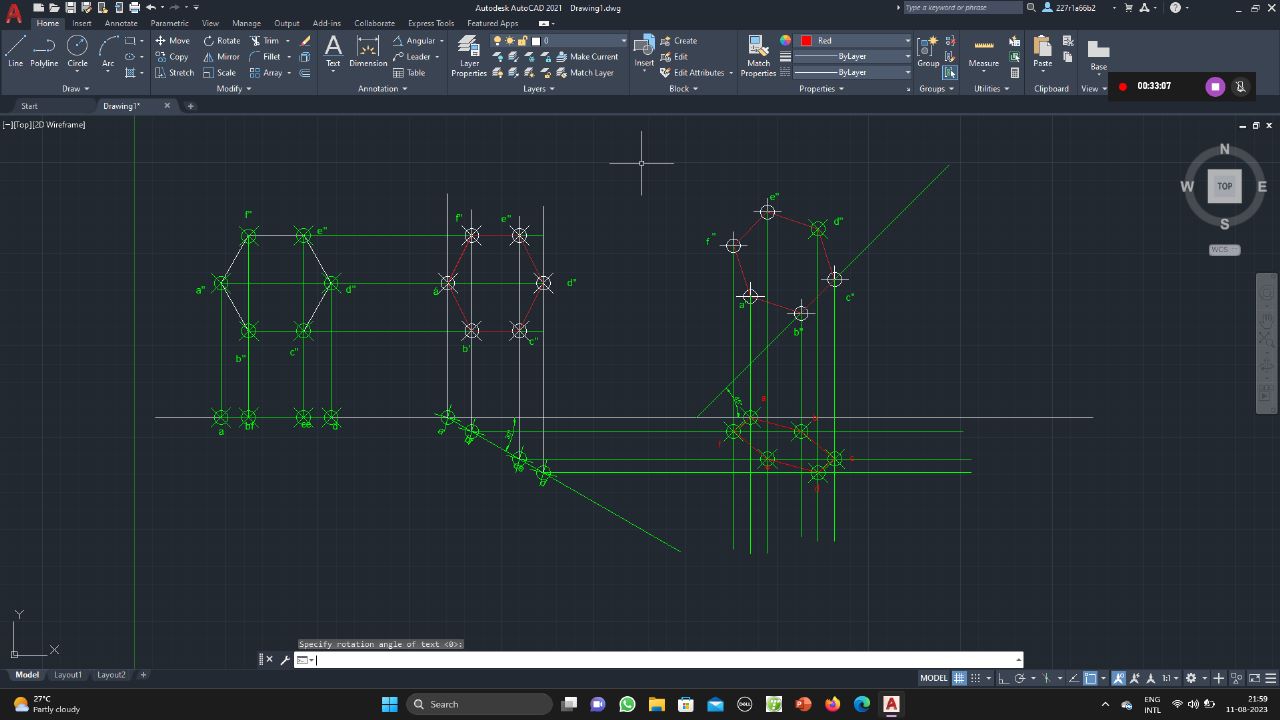 Autodesk AutoCAD 2021 Drawing1.dwg
Type a keyword or phrase
227r1a66b2
Home Insert Annotate Parametric View Manage Output Add-ins Collaborate Express Tools Featured Apps
Line Polyline Circle Arc
Move Rotate Trim
Copy Mirror Fillet
Stretch Scale Array
Text Dimension
Angular
Leader
Table
Layer Properties
0
Make Current
Match Layer
Insert
Create
Edit
Edit Attributes
Match Properties
Red
ByLayer
ByLayer
Group
Measure
Paste
Base
Draw Modify Annotation Layers Block Properties Groups Utilities Clipboard View
00:33:07
Start Drawing1*
[−][Top][2D Wireframe]
N
W TOP E
S
WCS
f" e"
a" d"
b" c"
f" e"
d"
b' c"
e"
d"
f "
c"
a"
b"
a
a
d
Y
X
Specify rotation angle of text <0>:
Model Layout1 Layout2 +
MODEL
1:1
27°C
Partly cloudy
Search
DELL
ENG
INTL
21:59
11-08-2023